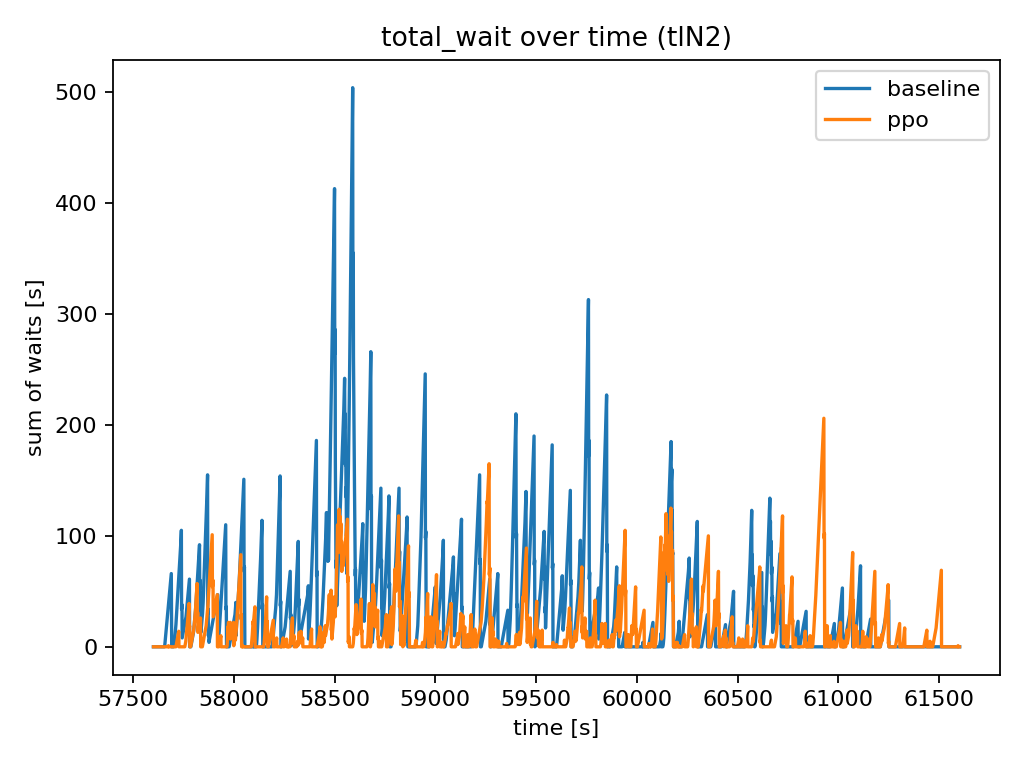 total_wait over time (tlN2)
baseline
ppo
sum of waits [s]
500
400
300
200
100
0
57500 58000 58500 59000 59500 60000 60500 61000 61500
time [s]